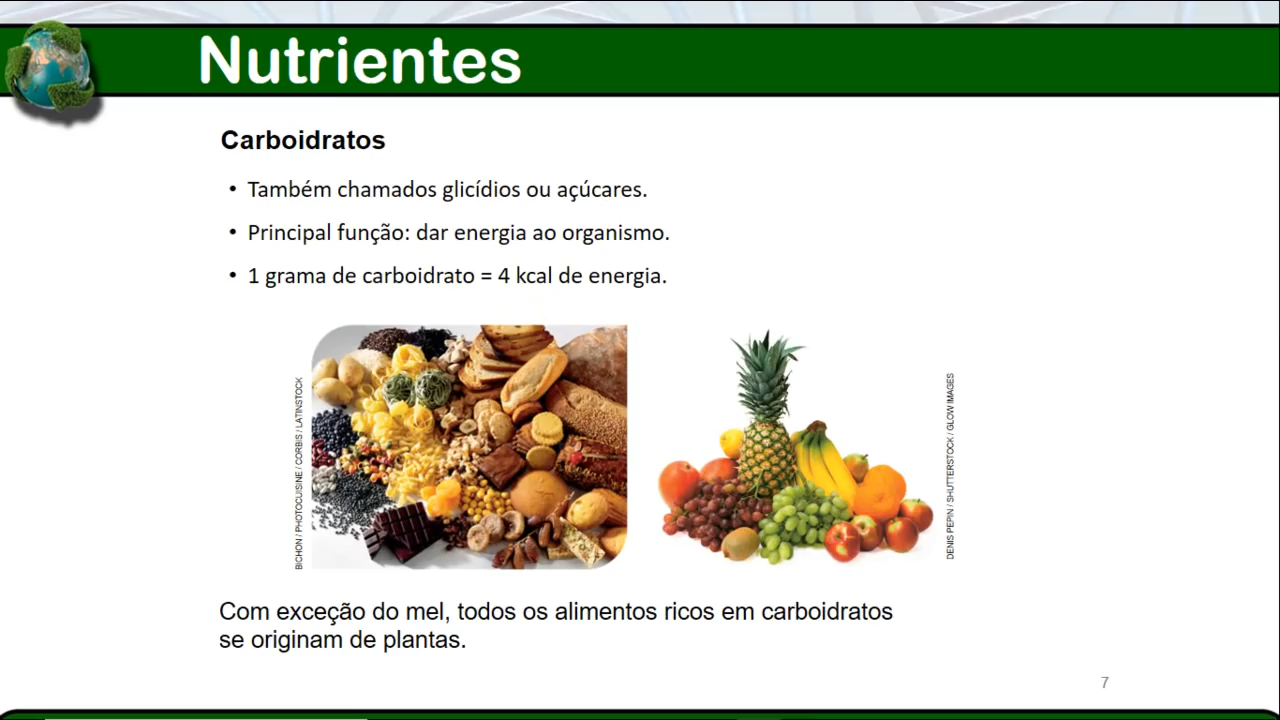 Nutrientes
Carboidratos
• Também chamados glicídios ou açúcares.
• Principal função: dar energia ao organismo.
• 1 grama de carboidrato = 4 kcal de energia.
BICHON / PHOTOCUISINE / CORBIS / LATINSTOCK
DENIS PEPIN / SHUTTERSTOCK / GLOW IMAGES
Com exceção do mel, todos os alimentos ricos em carboidratos
se originam de plantas.
7